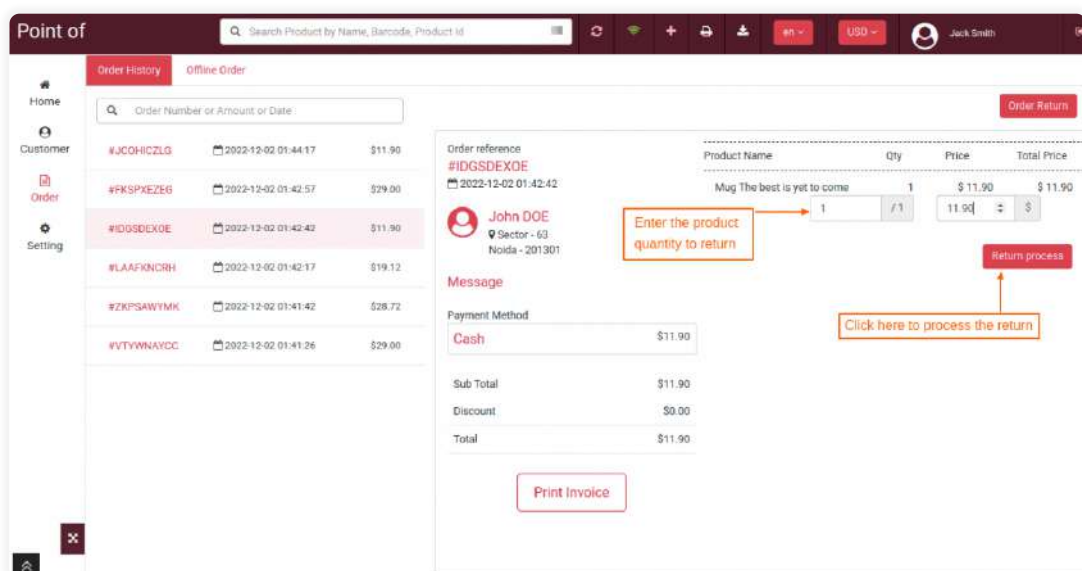 Point of
Search Product by Name, Barcode, Product Id
en
USD
Jack Smith
Home
Customer
Order
Setting
Order History
Offline Order
Order Number or Amount or Date
#JCOHICZLG 2022-12-02 01:44:17 $11.90
#FKSPXEZEG 2022-12-02 01:42:57 $29.00
#IDGSDEXOE 2022-12-02 01:42:42 $11.90
#LAAFKNCRH 2022-12-02 01:42:17 $19.12
#ZKPSAWYMK 2022-12-02 01:41:42 $28.72
#VTYWNAYCC 2022-12-02 01:41:26 $29.00
Order reference
#IDGSDEXOE
2022-12-02 01:42:42
John DOE
Sector - 63
Noida - 201301
Message
Payment Method
Cash $11.90
Sub Total $11.90
Discount $0.00
Total $11.90
Print Invoice
Order Return
Product Name Qty Price Total Price
Mug The best is yet to come 1 $ 11.90 $ 11.90
1 / 1 11.90 $
Enter the product
quantity to return
Return process
Click here to process the return